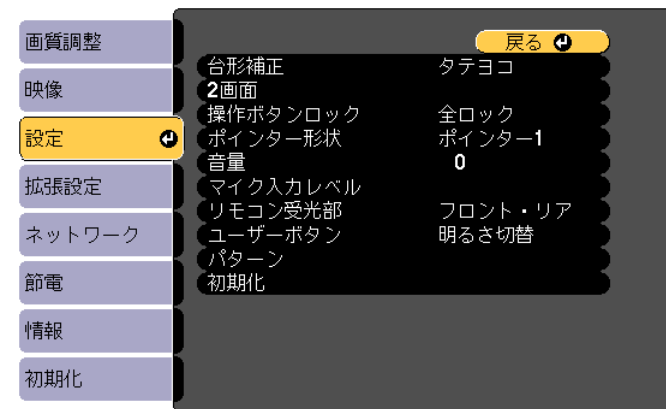 画質調整
映像
設定
拡張設定
ネットワーク
節電
情報
初期化
戻る
台形補正 タテヨコ
2画面
操作ボタンロック 全ロック
ポインター形状 ポインター1
音量 0
マイク入力レベル
リモコン受光部 フロント・リア
ユーザーボタン 明るさ切替
パターン
初期化